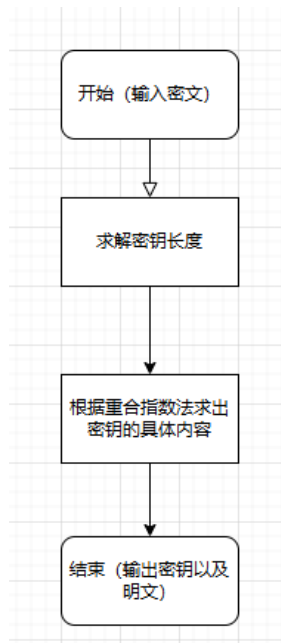 开始（输入密文）
求解密钥长度
根据重合指数法求出
密钥的具体内容
结束（输出密钥以及
明文）